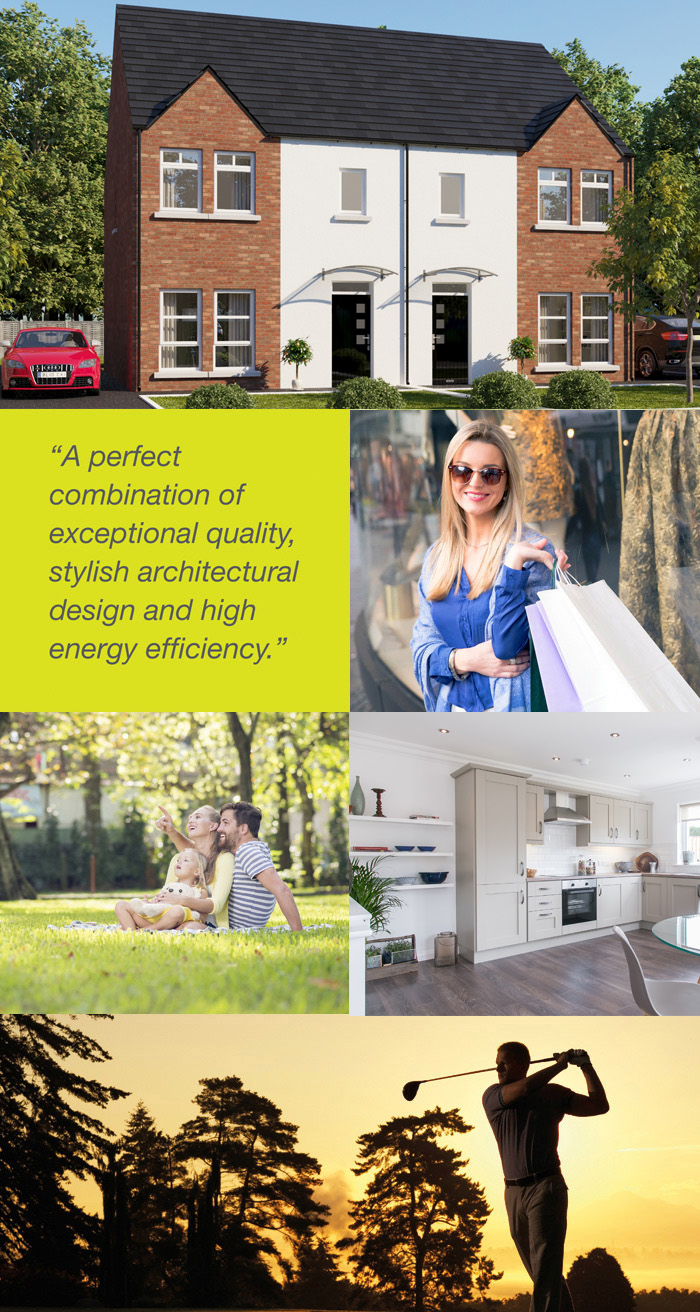 “A perfect
combination of
exceptional quality,
stylish architectural
design and high
energy efficiency.”